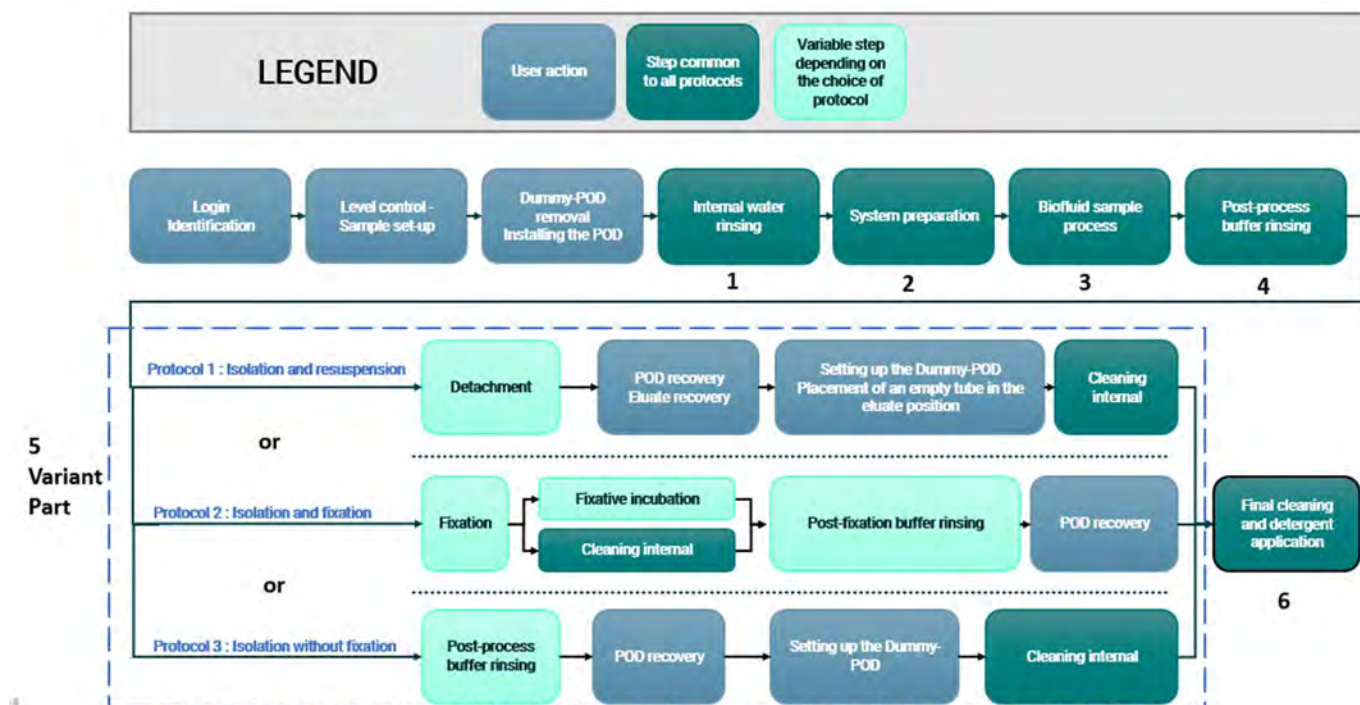 LEGEND
User action
Step common
to all protocols
Variable step
depending on
the choice of
protocol
Login
Identification
Level control -
Sample set-up
Dummy-POD
removal
Installing the POD
Internal water
rinsing
System preparation
Biofluid sample
process
Post-process
buffer rinsing
1
2
3
4
5
Variant
Part
Protocol 1 : Isolation and resuspension
Detachment
POD recovery
Eluate recovery
Setting up the Dummy-POD
Placement of an empty tube in the
eluate position
Cleaning
internal
or
Protocol 2 : Isolation and fixation
Fixation
Fixative incubation
Cleaning internal
Post-fixation buffer rinsing
POD recovery
or
Protocol 3 : Isolation without fixation
Post-process
buffer rinsing
POD recovery
Setting up the Dummy-
POD
Cleaning internal
Final cleaning
and detergent
application
6